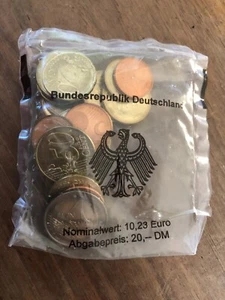 Bundesrepublik Deutschland
Nominalwert: 10,23 Euro
Abgabepreis: 20,– DM